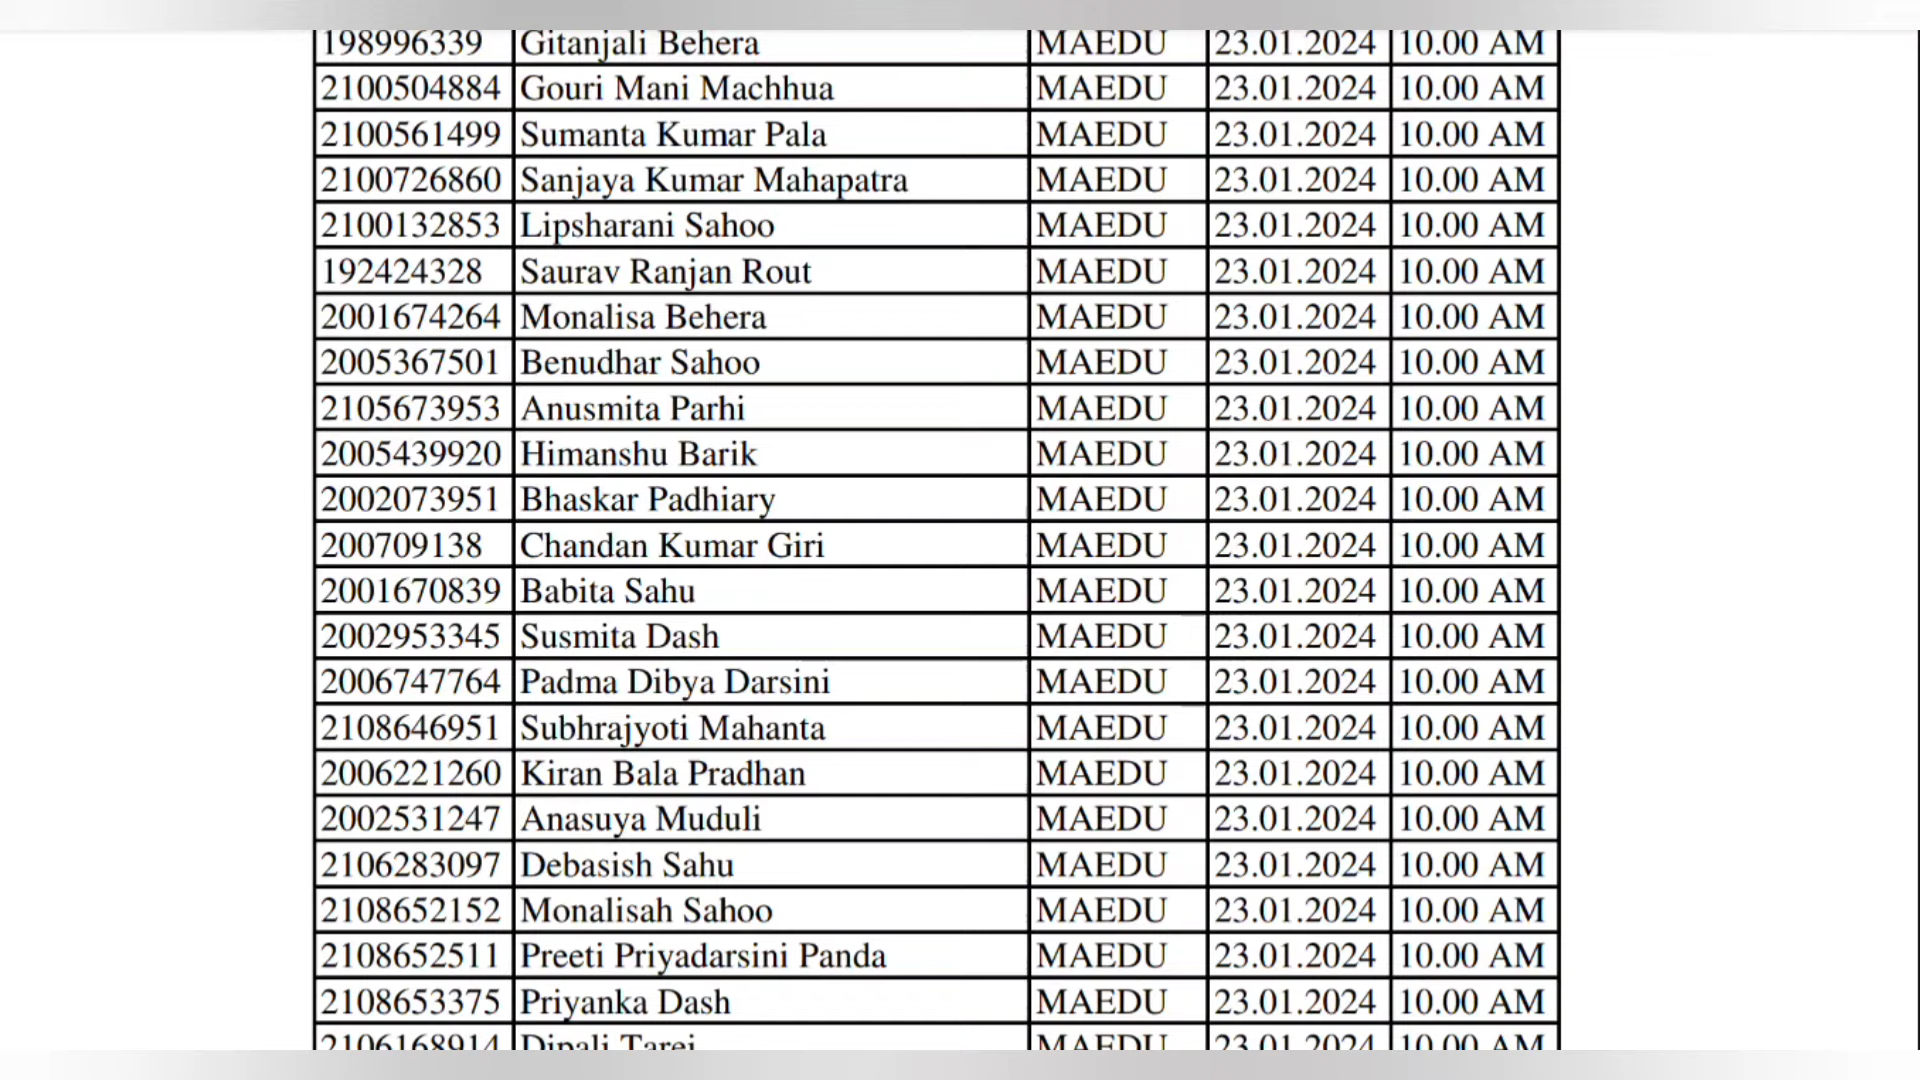 198996339 Gitanjali Behera MAEDU 23.01.2024 10.00 AM
2100504884 Gouri Mani Machhua MAEDU 23.01.2024 10.00 AM
2100561499 Sumanta Kumar Pala MAEDU 23.01.2024 10.00 AM
2100726860 Sanjaya Kumar Mahapatra MAEDU 23.01.2024 10.00 AM
2100132853 Lipsharani Sahoo MAEDU 23.01.2024 10.00 AM
192424328 Saurav Ranjan Rout MAEDU 23.01.2024 10.00 AM
2001674264 Monalisa Behera MAEDU 23.01.2024 10.00 AM
2005367501 Benudhar Sahoo MAEDU 23.01.2024 10.00 AM
2105673953 Anusmita Parhi MAEDU 23.01.2024 10.00 AM
2005439920 Himanshu Barik MAEDU 23.01.2024 10.00 AM
2002073951 Bhaskar Padhiary MAEDU 23.01.2024 10.00 AM
200709138 Chandan Kumar Giri MAEDU 23.01.2024 10.00 AM
2001670839 Babita Sahu MAEDU 23.01.2024 10.00 AM
2002953345 Susmita Dash MAEDU 23.01.2024 10.00 AM
2006747764 Padma Dibya Darsini MAEDU 23.01.2024 10.00 AM
2108646951 Subhrajyoti Mahanta MAEDU 23.01.2024 10.00 AM
2006221260 Kiran Bala Pradhan MAEDU 23.01.2024 10.00 AM
2002531247 Anasuya Muduli MAEDU 23.01.2024 10.00 AM
2106283097 Debasish Sahu MAEDU 23.01.2024 10.00 AM
2108652152 Monalisah Sahoo MAEDU 23.01.2024 10.00 AM
2108652511 Preeti Priyadarsini Panda MAEDU 23.01.2024 10.00 AM
2108653375 Priyanka Dash MAEDU 23.01.2024 10.00 AM
2106168914 Dipali Tarei MAEDU 23.01.2024 10.00 AM